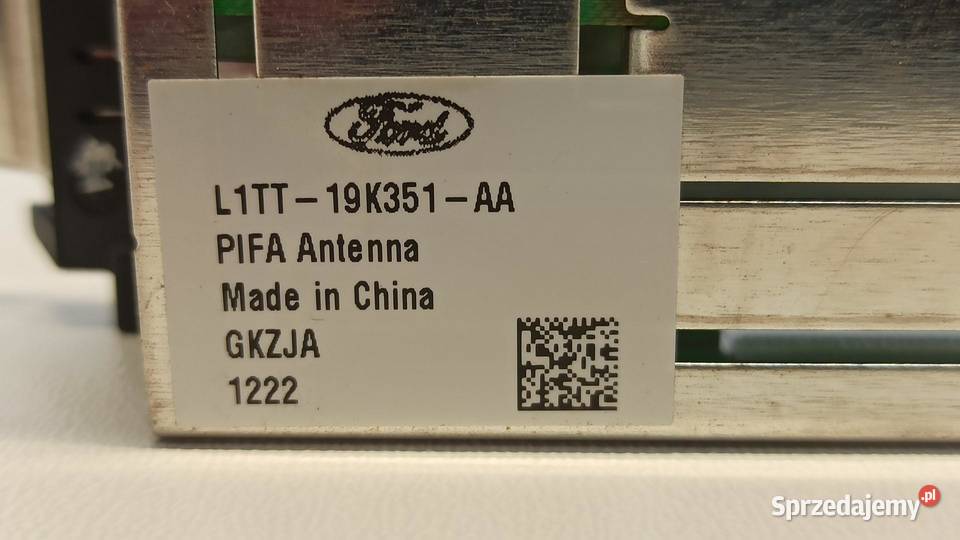 Ford
L1TT-19K351-AA
PIFA Antenna
Made in China
GKZJA
1222
Sprzedajemy.pl